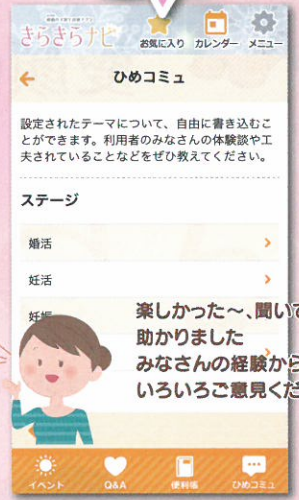 きらきらナビ
お気に入り カレンダー メニュー
ひめコミュ
設定されたテーマについて、自由に書き込むこ
とができます。利用者のみなさんの体験談や工
夫されていることなどをぜひ教えてください。
ステージ
婚活
妊活
妊娠
楽しかった〜、聞いて
助かりました
みなさんの経験から
いろいろご意見くだ
イベント Q&A 便利帳 ひめコミュ